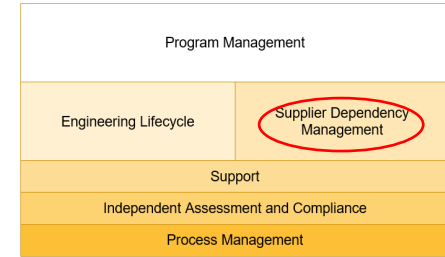 Program Management
Engineering Lifecycle
Supplier Dependency
Management
Support
Independent Assessment and Compliance
Process Management